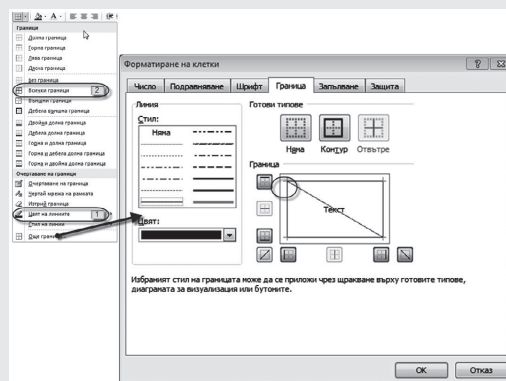 Граници
Долна граница
Горна граница
Лява граница
Дясна граница
Без граница
Всички граници 2
Външни граници
Дебела външна граница
Двойна долна граница
Дебела долна граница
Горна и долна граница
Горна и дебела долна граница
Горна и двойна долна граница
Очертаване на граници
Очертаване на граница
Чертай мрежа на рамката
Изтрий граница
Цвят на линията 1
Стил на линии
Още граници
Форматиране на клетки
Число Подравняване Шрифт Граница Запълване Защита
Линия
Стил:
Няма
Цвят:
Готови типове
Няма Контур Отвътре
Граница
Текст
Избраният стил на границата може да се приложи чрез щракване върху готовите типове,
диаграмата за визуализация или бутоните.
OK Отказ